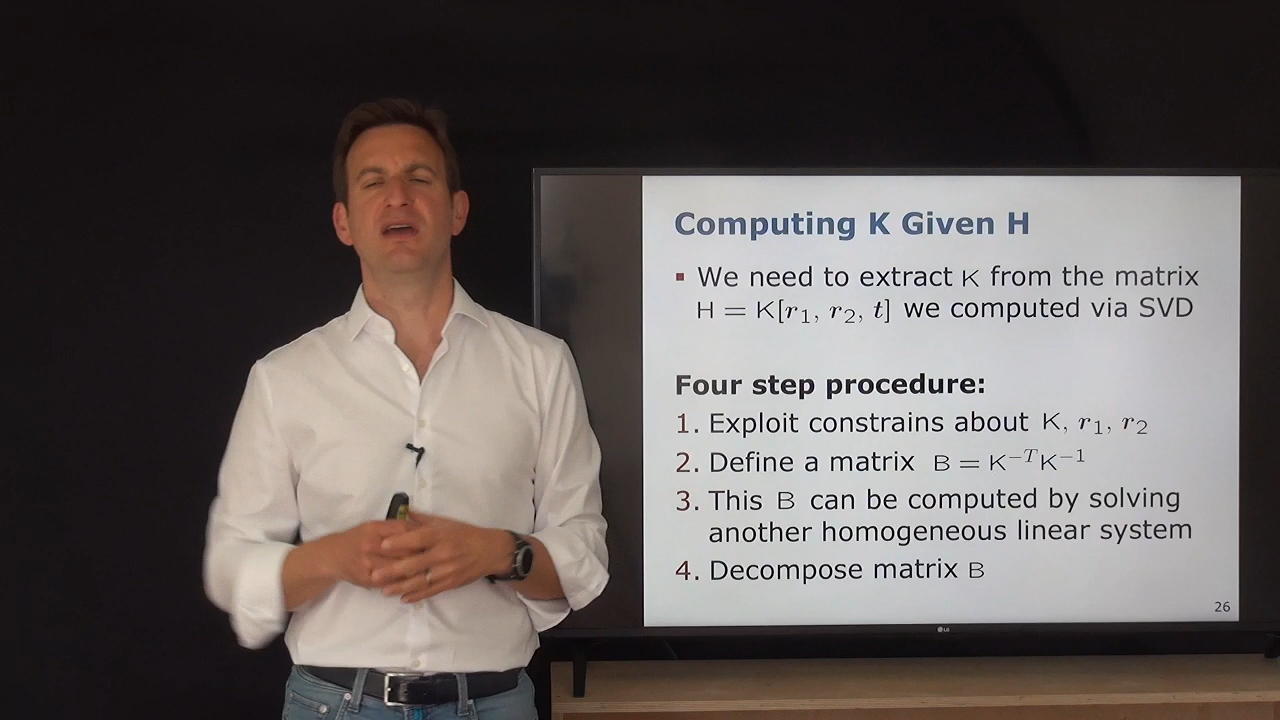 Computing K Given H
▪ We need to extract K from the matrix
H = K[r₁, r₂, t] we computed via SVD
Four step procedure:
1. Exploit constrains about K, r₁, r₂
2. Define a matrix B = K⁻ᵀK⁻¹
3. This B can be computed by solving
another homogeneous linear system
4. Decompose matrix B
26
LG